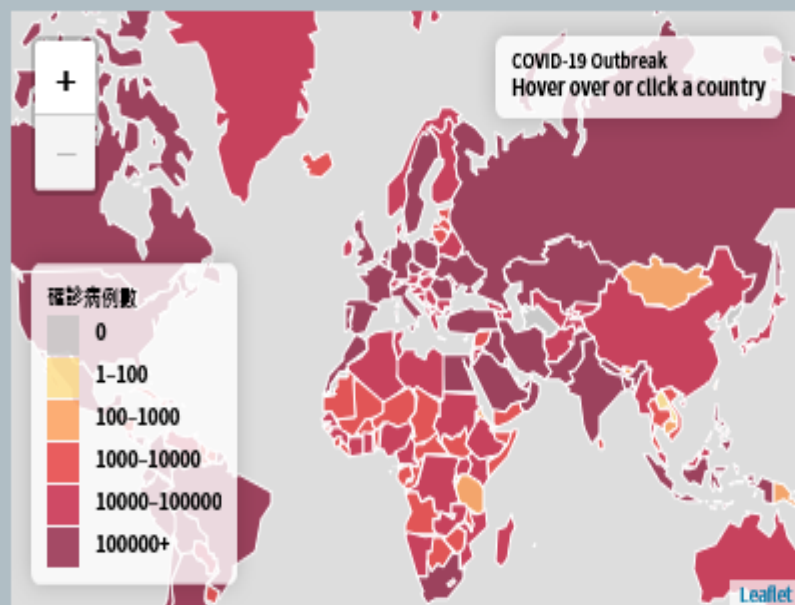 +
COVID-19 Outbreak
Hover over or click a country
−
確診病例數
0
1–100
100–1000
1000–10000
10000–100000
100000+
Leaflet